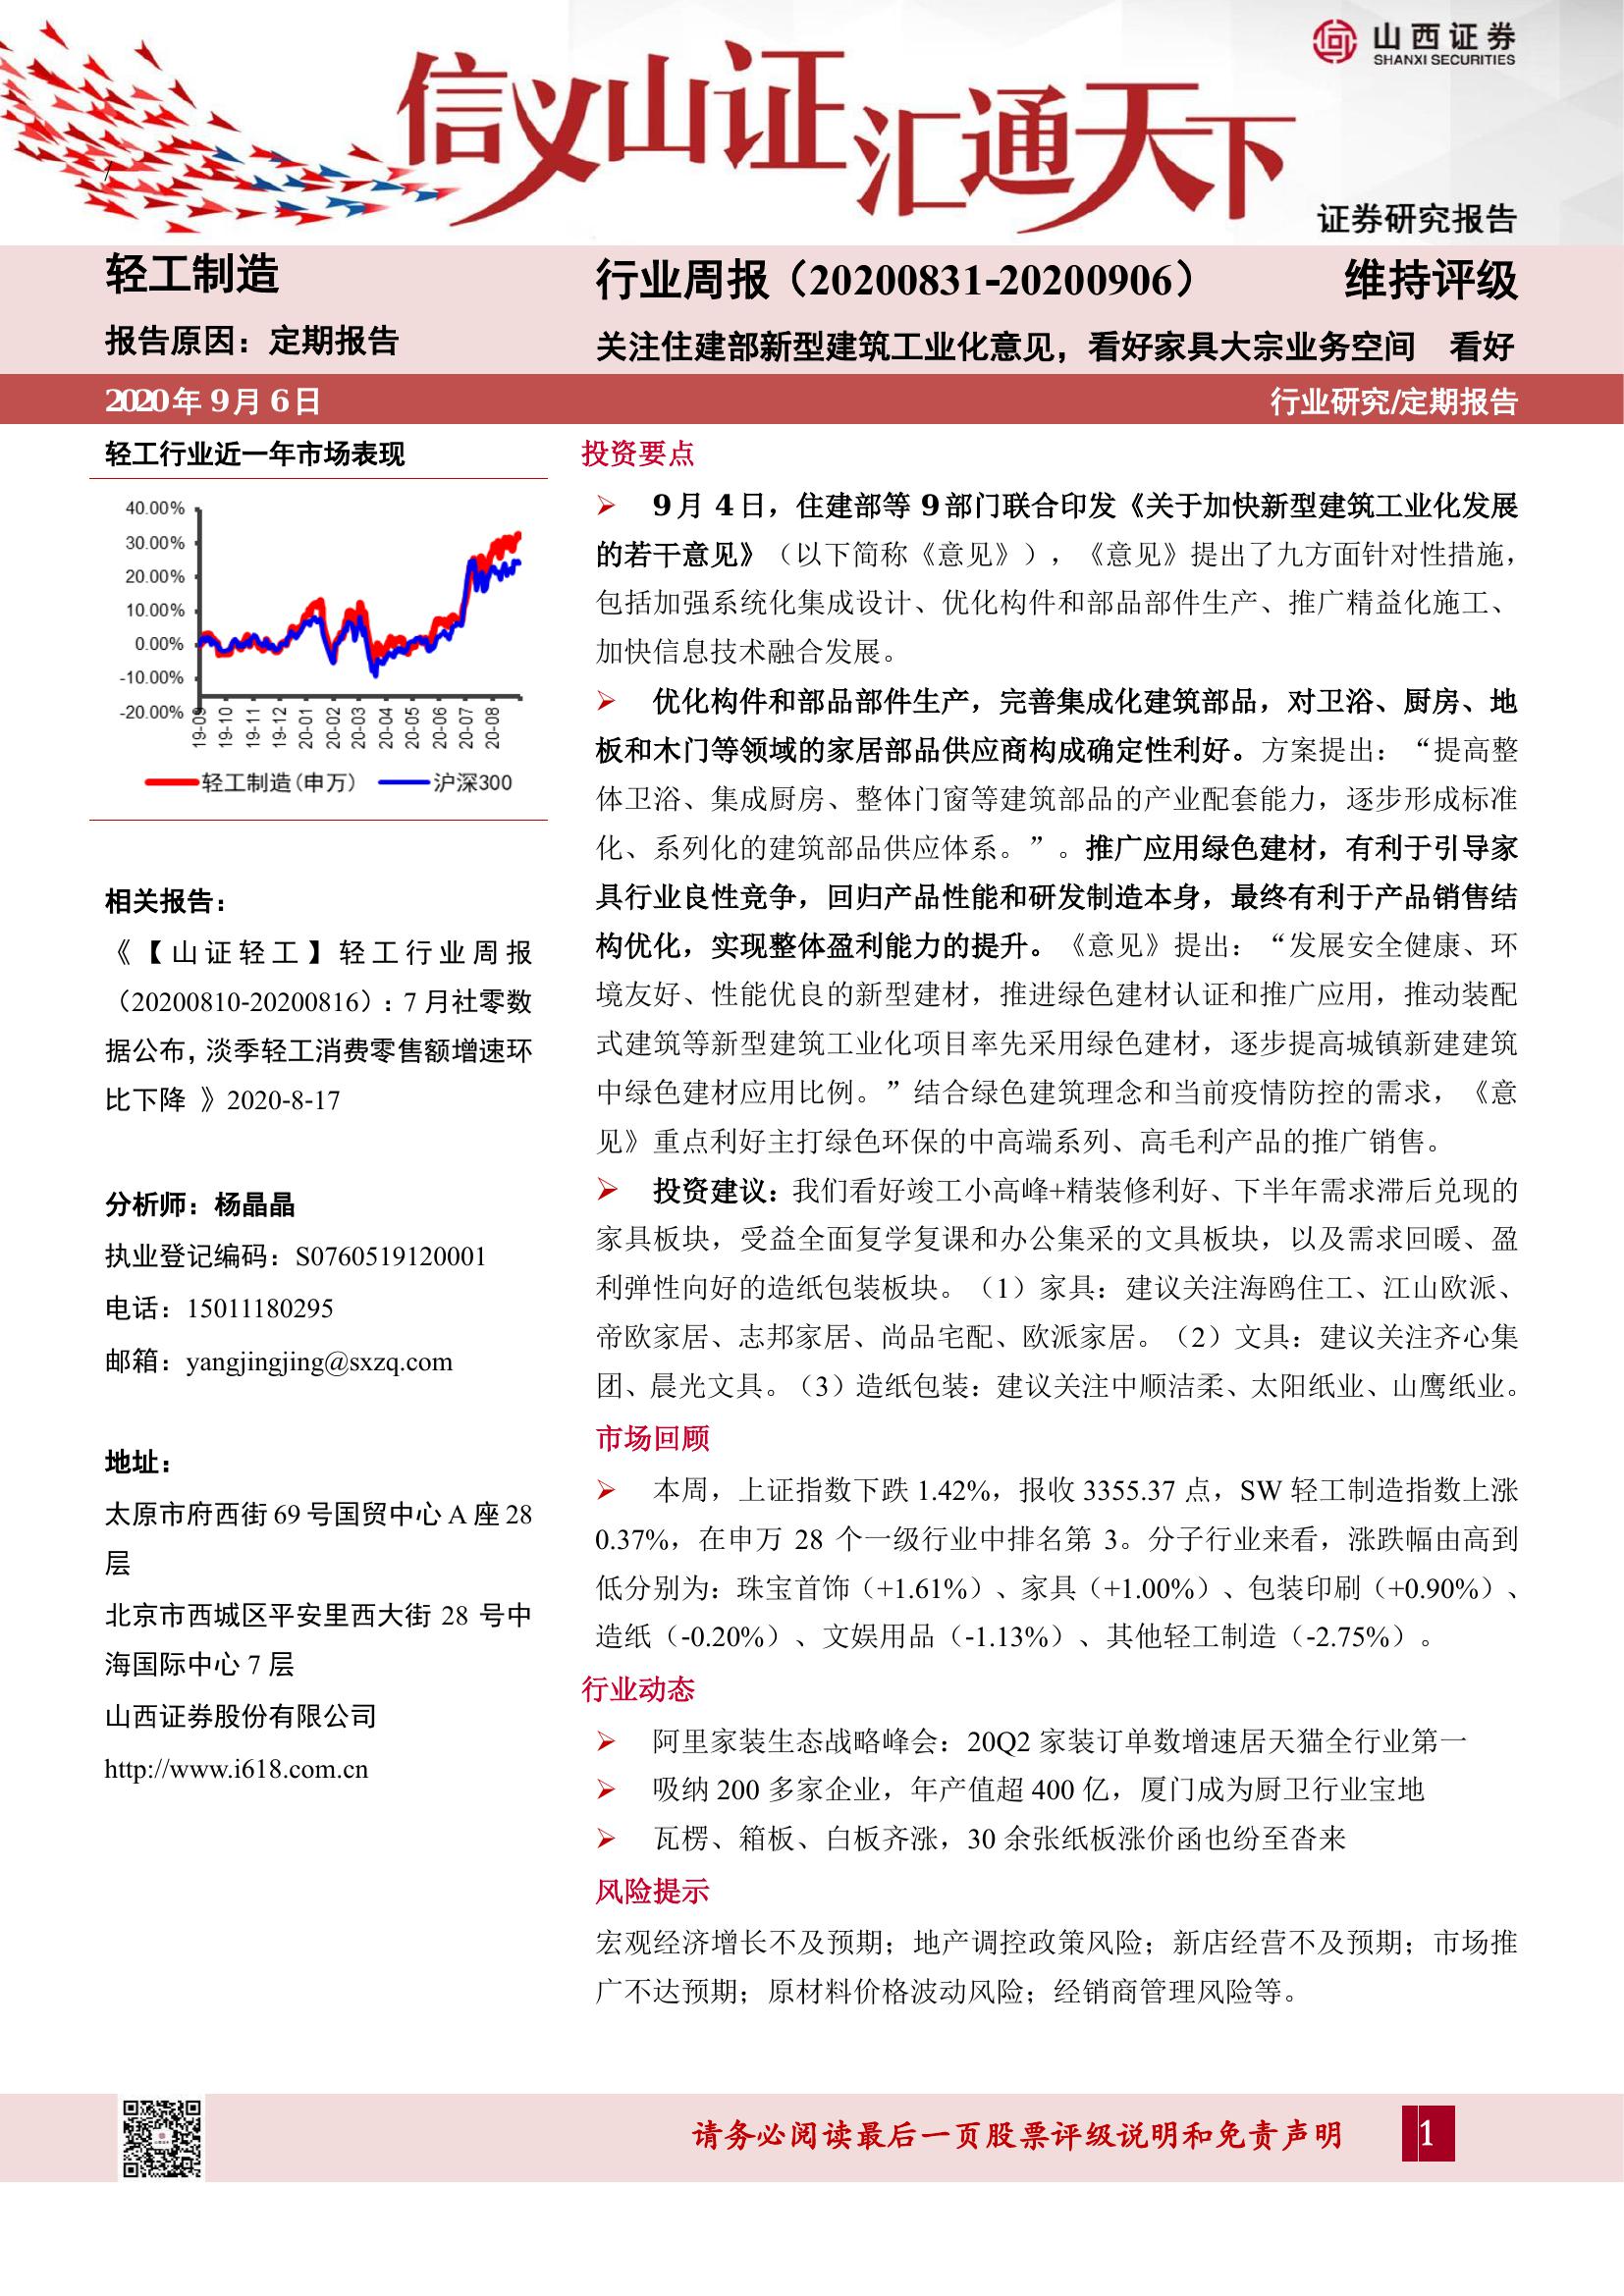 山西证券
SHANXI SECURITIES
信义山证汇通天下
证券研究报告
轻工制造
行业周报（20200831-20200906）
维持评级
报告原因：定期报告
关注住建部新型建筑工业化意见，看好家具大宗业务空间
看好
2020年9月6日
行业研究/定期报告
轻工行业近一年市场表现
40.00%
30.00%
20.00%
10.00%
0.00%
-10.00%
-20.00%
19-09
19-10
19-11
19-12
20-01
20-02
20-03
20-04
20-05
20-06
20-07
20-08
轻工制造(申万)
沪深300
相关报告：
《【山证轻工】轻工行业周报
（20200810-20200816）：7 月社零数
据公布，淡季轻工消费零售额增速环
比下降 》2020-8-17
分析师：杨晶晶
执业登记编码：S0760519120001
电话：15011180295
邮箱：yangjingjing@sxzq.com
地址：
太原市府西街 69 号国贸中心 A 座 28
层
北京市西城区平安里西大街 28 号中
海国际中心 7 层
山西证券股份有限公司
http://www.i618.com.cn
投资要点
➢ 9月 4日，住建部等 9部门联合印发《关于加快新型建筑工业化发展
的若干意见》（以下简称《意见》），《意见》提出了九方面针对性措施，
包括加强系统化集成设计、优化构件和部品部件生产、推广精益化施工、
加快信息技术融合发展。
➢ 优化构件和部品部件生产，完善集成化建筑部品，对卫浴、厨房、地
板和木门等领域的家居部品供应商构成确定性利好。方案提出：“提高整
体卫浴、集成厨房、整体门窗等建筑部品的产业配套能力，逐步形成标准
化、系列化的建筑部品供应体系。”。推广应用绿色建材，有利于引导家
具行业良性竞争，回归产品性能和研发制造本身，最终有利于产品销售结
构优化，实现整体盈利能力的提升。《意见》提出：“发展安全健康、环
境友好、性能优良的新型建材，推进绿色建材认证和推广应用，推动装配
式建筑等新型建筑工业化项目率先采用绿色建材，逐步提高城镇新建建筑
中绿色建材应用比例。”结合绿色建筑理念和当前疫情防控的需求，《意
见》重点利好主打绿色环保的中高端系列、高毛利产品的推广销售。
➢ 投资建议：我们看好竣工小高峰+精装修利好、下半年需求滞后兑现的
家具板块，受益全面复学复课和办公集采的文具板块，以及需求回暖、盈
利弹性向好的造纸包装板块。（1）家具：建议关注海鸥住工、江山欧派、
帝欧家居、志邦家居、尚品宅配、欧派家居。（2）文具：建议关注齐心集
团、晨光文具。（3）造纸包装：建议关注中顺洁柔、太阳纸业、山鹰纸业。
市场回顾
➢ 本周，上证指数下跌 1.42%，报收 3355.37 点，SW 轻工制造指数上涨
0.37%，在申万 28 个一级行业中排名第 3。分子行业来看，涨跌幅由高到
低分别为：珠宝首饰（+1.61%）、家具（+1.00%）、包装印刷（+0.90%）、
造纸（-0.20%）、文娱用品（-1.13%）、其他轻工制造（-2.75%）。
行业动态
➢ 阿里家装生态战略峰会：20Q2 家装订单数增速居天猫全行业第一
➢ 吸纳 200 多家企业，年产值超 400 亿，厦门成为厨卫行业宝地
➢ 瓦楞、箱板、白板齐涨，30 余张纸板涨价函也纷至沓来
风险提示
宏观经济增长不及预期；地产调控政策风险；新店经营不及预期；市场推
广不达预期；原材料价格波动风险；经销商管理风险等。
请务必阅读最后一页股票评级说明和免责声明
1